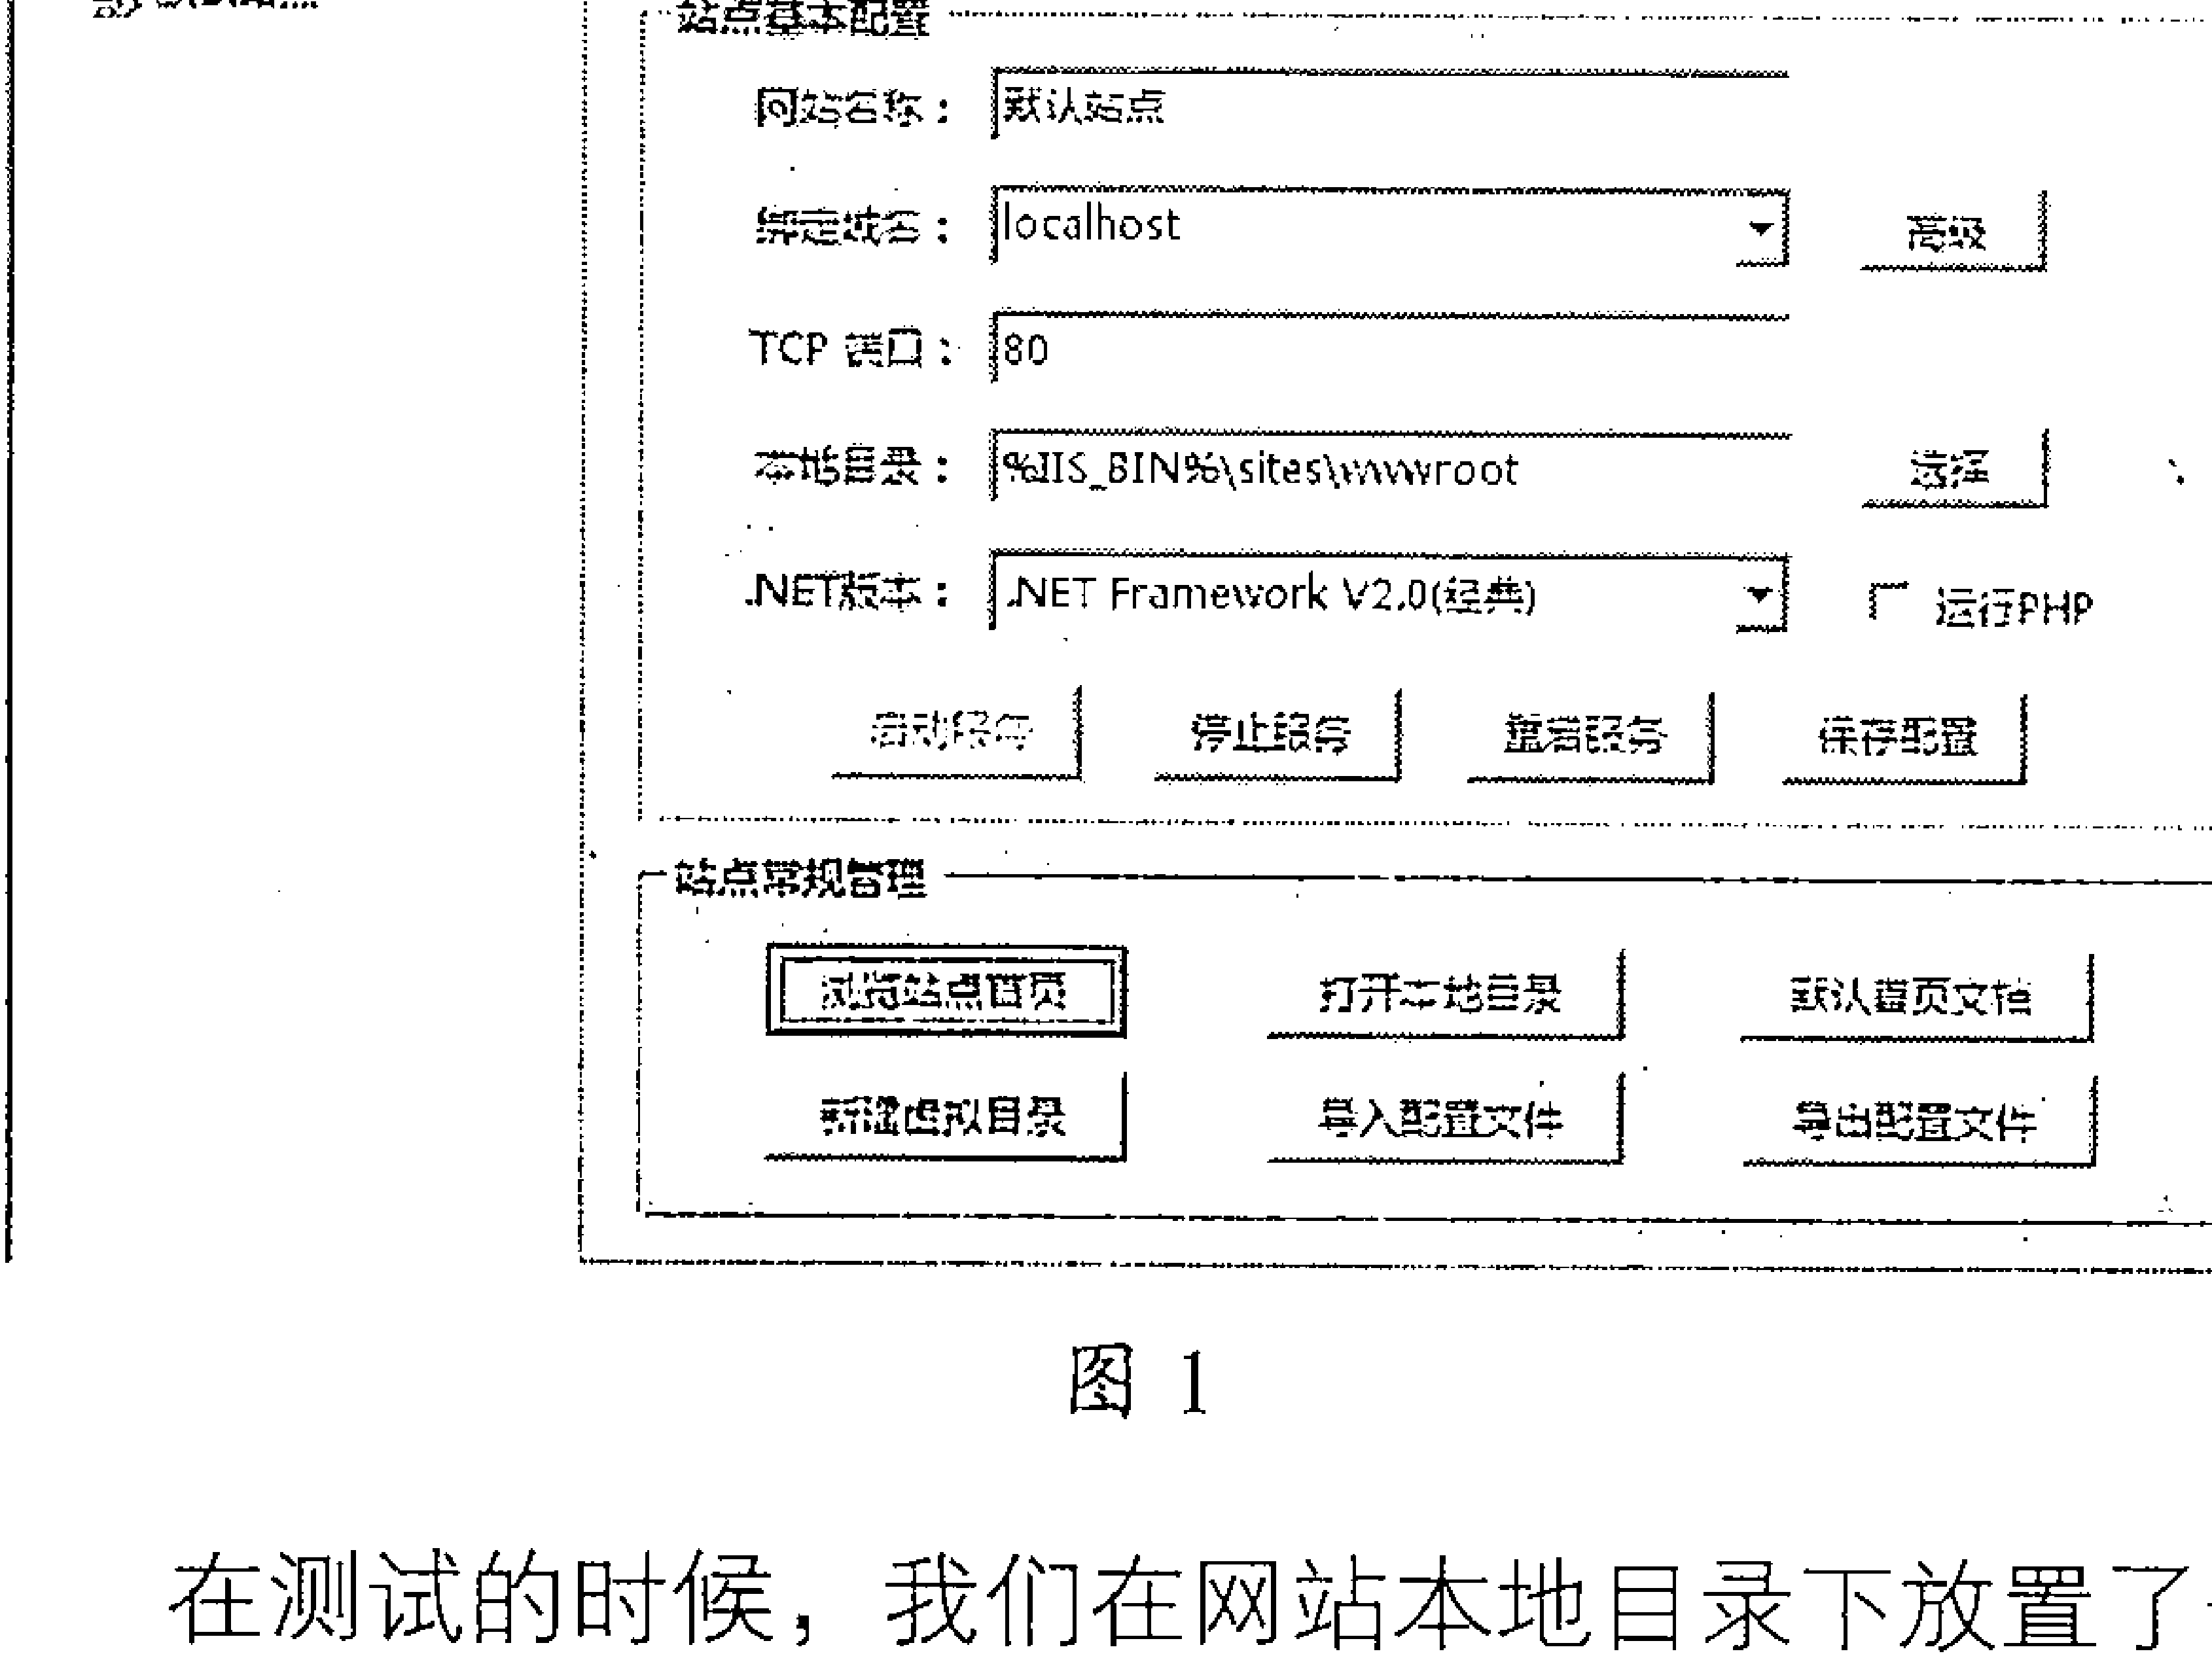 站点基本配置
网站名称： 默认站点
绑定域名： localhost 高级
TCP 端口： 80
本地目录： %IIS_BIN%\sites\wwwroot 选择
.NET版本： .NET Framework V2.0(经典) 运行PHP
启动服务 停止服务 重启服务 保存配置
站点常规管理
浏览站点首页 打开本地目录 默认首页文档
新建虚拟目录 导入配置文件 导出配置文件
图 1
在测试的时候，我们在网站本地目录下放置了